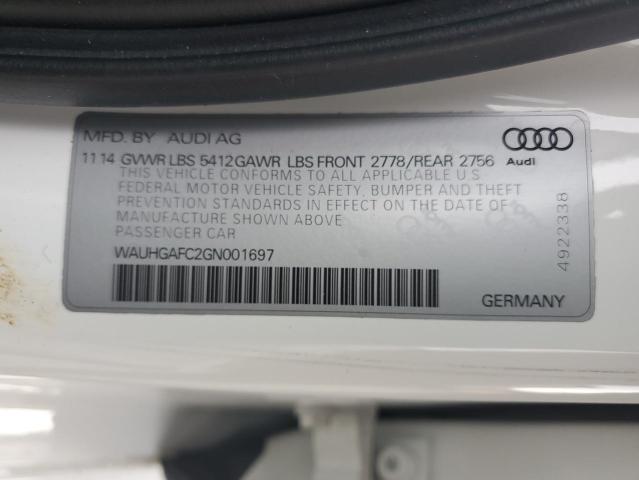 MFD. BY AUDI AG
11 14 GVWR LBS 5412 GAWR LBS FRONT 2778/REAR 2756
Audi
THIS VEHICLE CONFORMS TO ALL APPLICABLE U S
FEDERAL MOTOR VEHICLE SAFETY, BUMPER AND THEFT
PREVENTION STANDARDS IN EFFECT ON THE DATE OF
MANUFACTURE SHOWN ABOVE
PASSENGER CAR
WAUHGAFC2GN001697
GERMANY
4922338